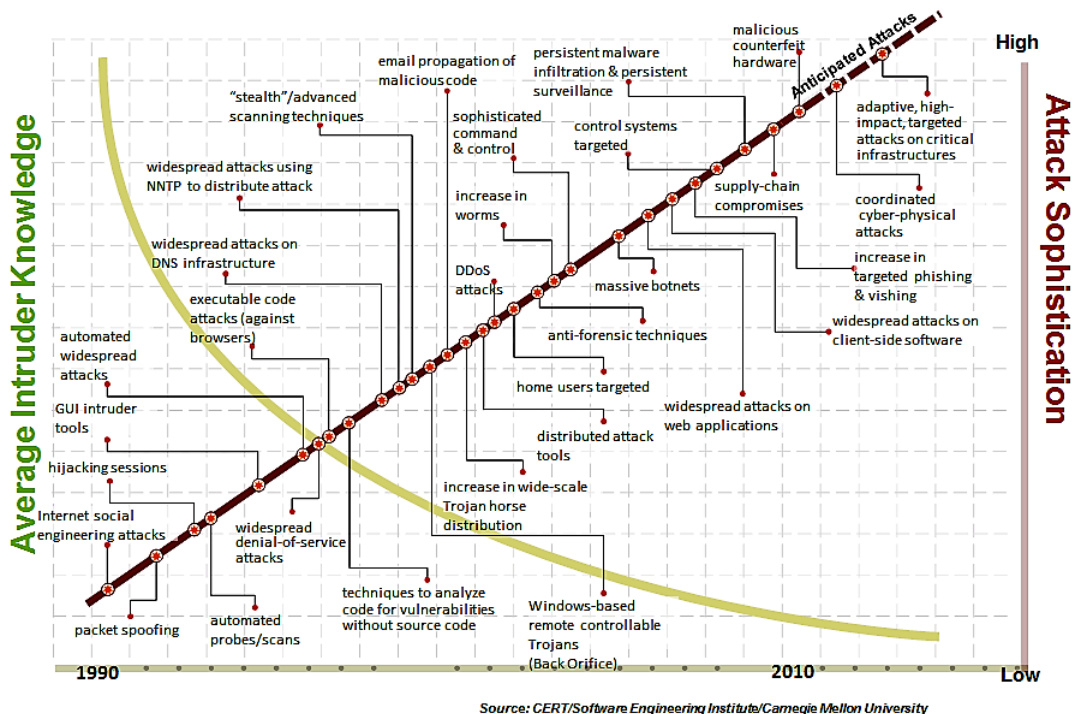 High
Low
Attack Sophistication
Average Intruder Knowledge
Anticipated Attacks
email propagation of
malicious code
persistent malware
infiltration & persistent
surveillance
malicious
counterfeit
hardware
"stealth"/advanced
scanning techniques
sophisticated
command
& control
control systems
targeted
adaptive, high-
impact, targeted
attacks on critical
infrastructures
widespread attacks using
NNTP to distribute attack
increase in
worms
supply-chain
compromises
coordinated
cyber-physical
attacks
widespread attacks on
DNS infrastructure
DDoS
attacks
massive botnets
increase in
targeted phishing
& vishing
executable code
attacks (against
browsers)
anti-forensic techniques
widespread attacks on
client-side software
automated
widespread
attacks
home users targeted
widespread attacks on
web applications
GUI intruder
tools
distributed attack
tools
hijacking sessions
increase in wide-scale
Trojan horse
distribution
Internet social
engineering attacks
widespread
denial-of-service
attacks
techniques to analyze
code for vulnerabilities
without source code
Windows-based
remote controllable
Trojans
(Back Orifice)
packet spoofing
automated
probes/scans
1990
2010
Source: CERT/Software Engineering Institute/Carnegie Mellon University